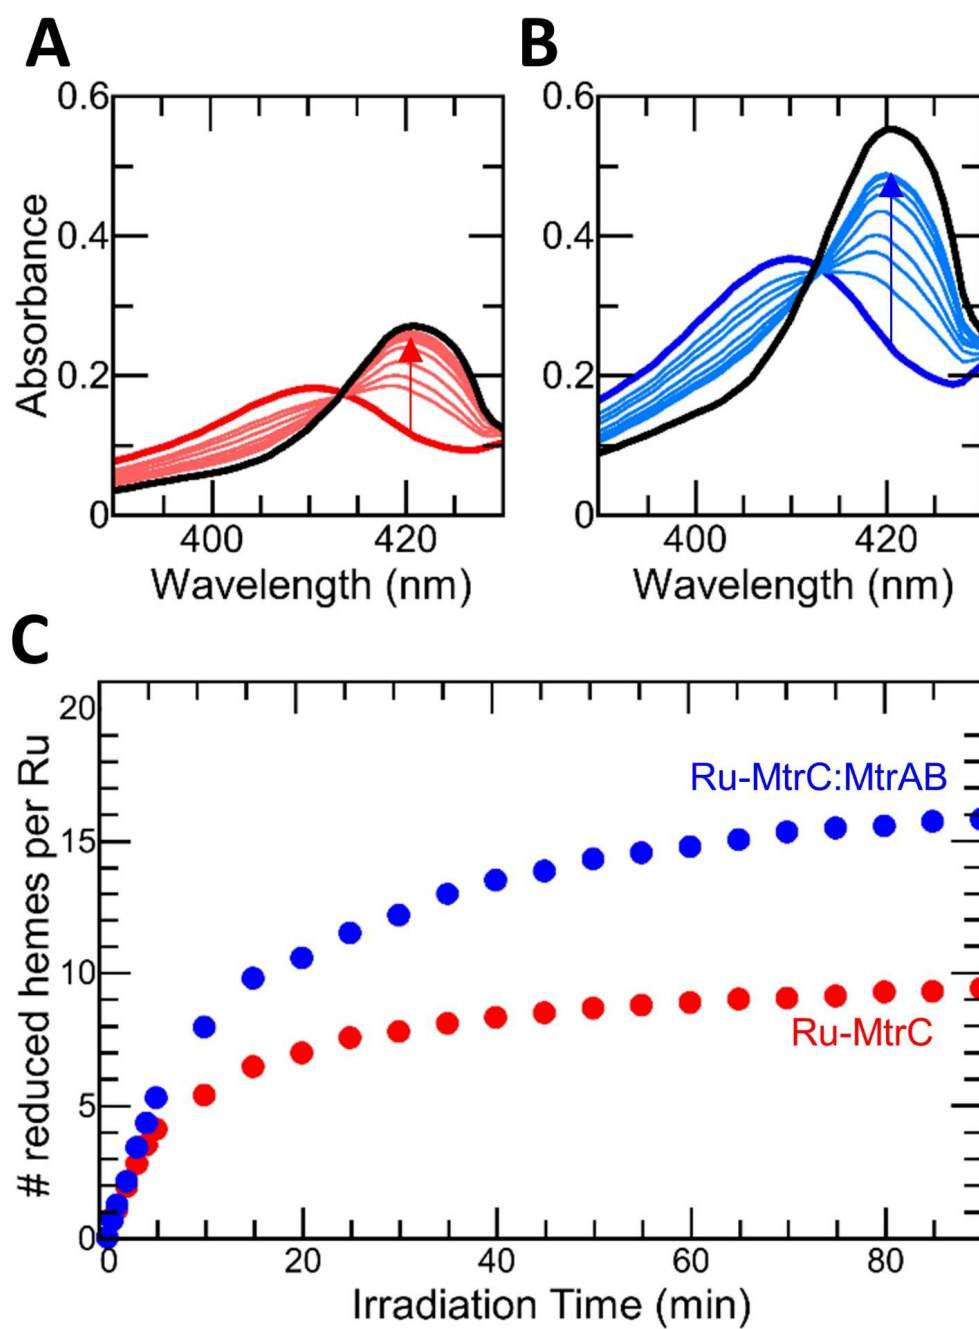 A
B
0.6
0.4
0.2
0
Absorbance
400
420
Wavelength (nm)
0.6
0.4
0.2
0
400
420
Wavelength (nm)
C
20
15
10
5
0
# reduced hemes per Ru
Ru-MtrC:MtrAB
Ru-MtrC
0
20
40
60
80
Irradiation Time (min)